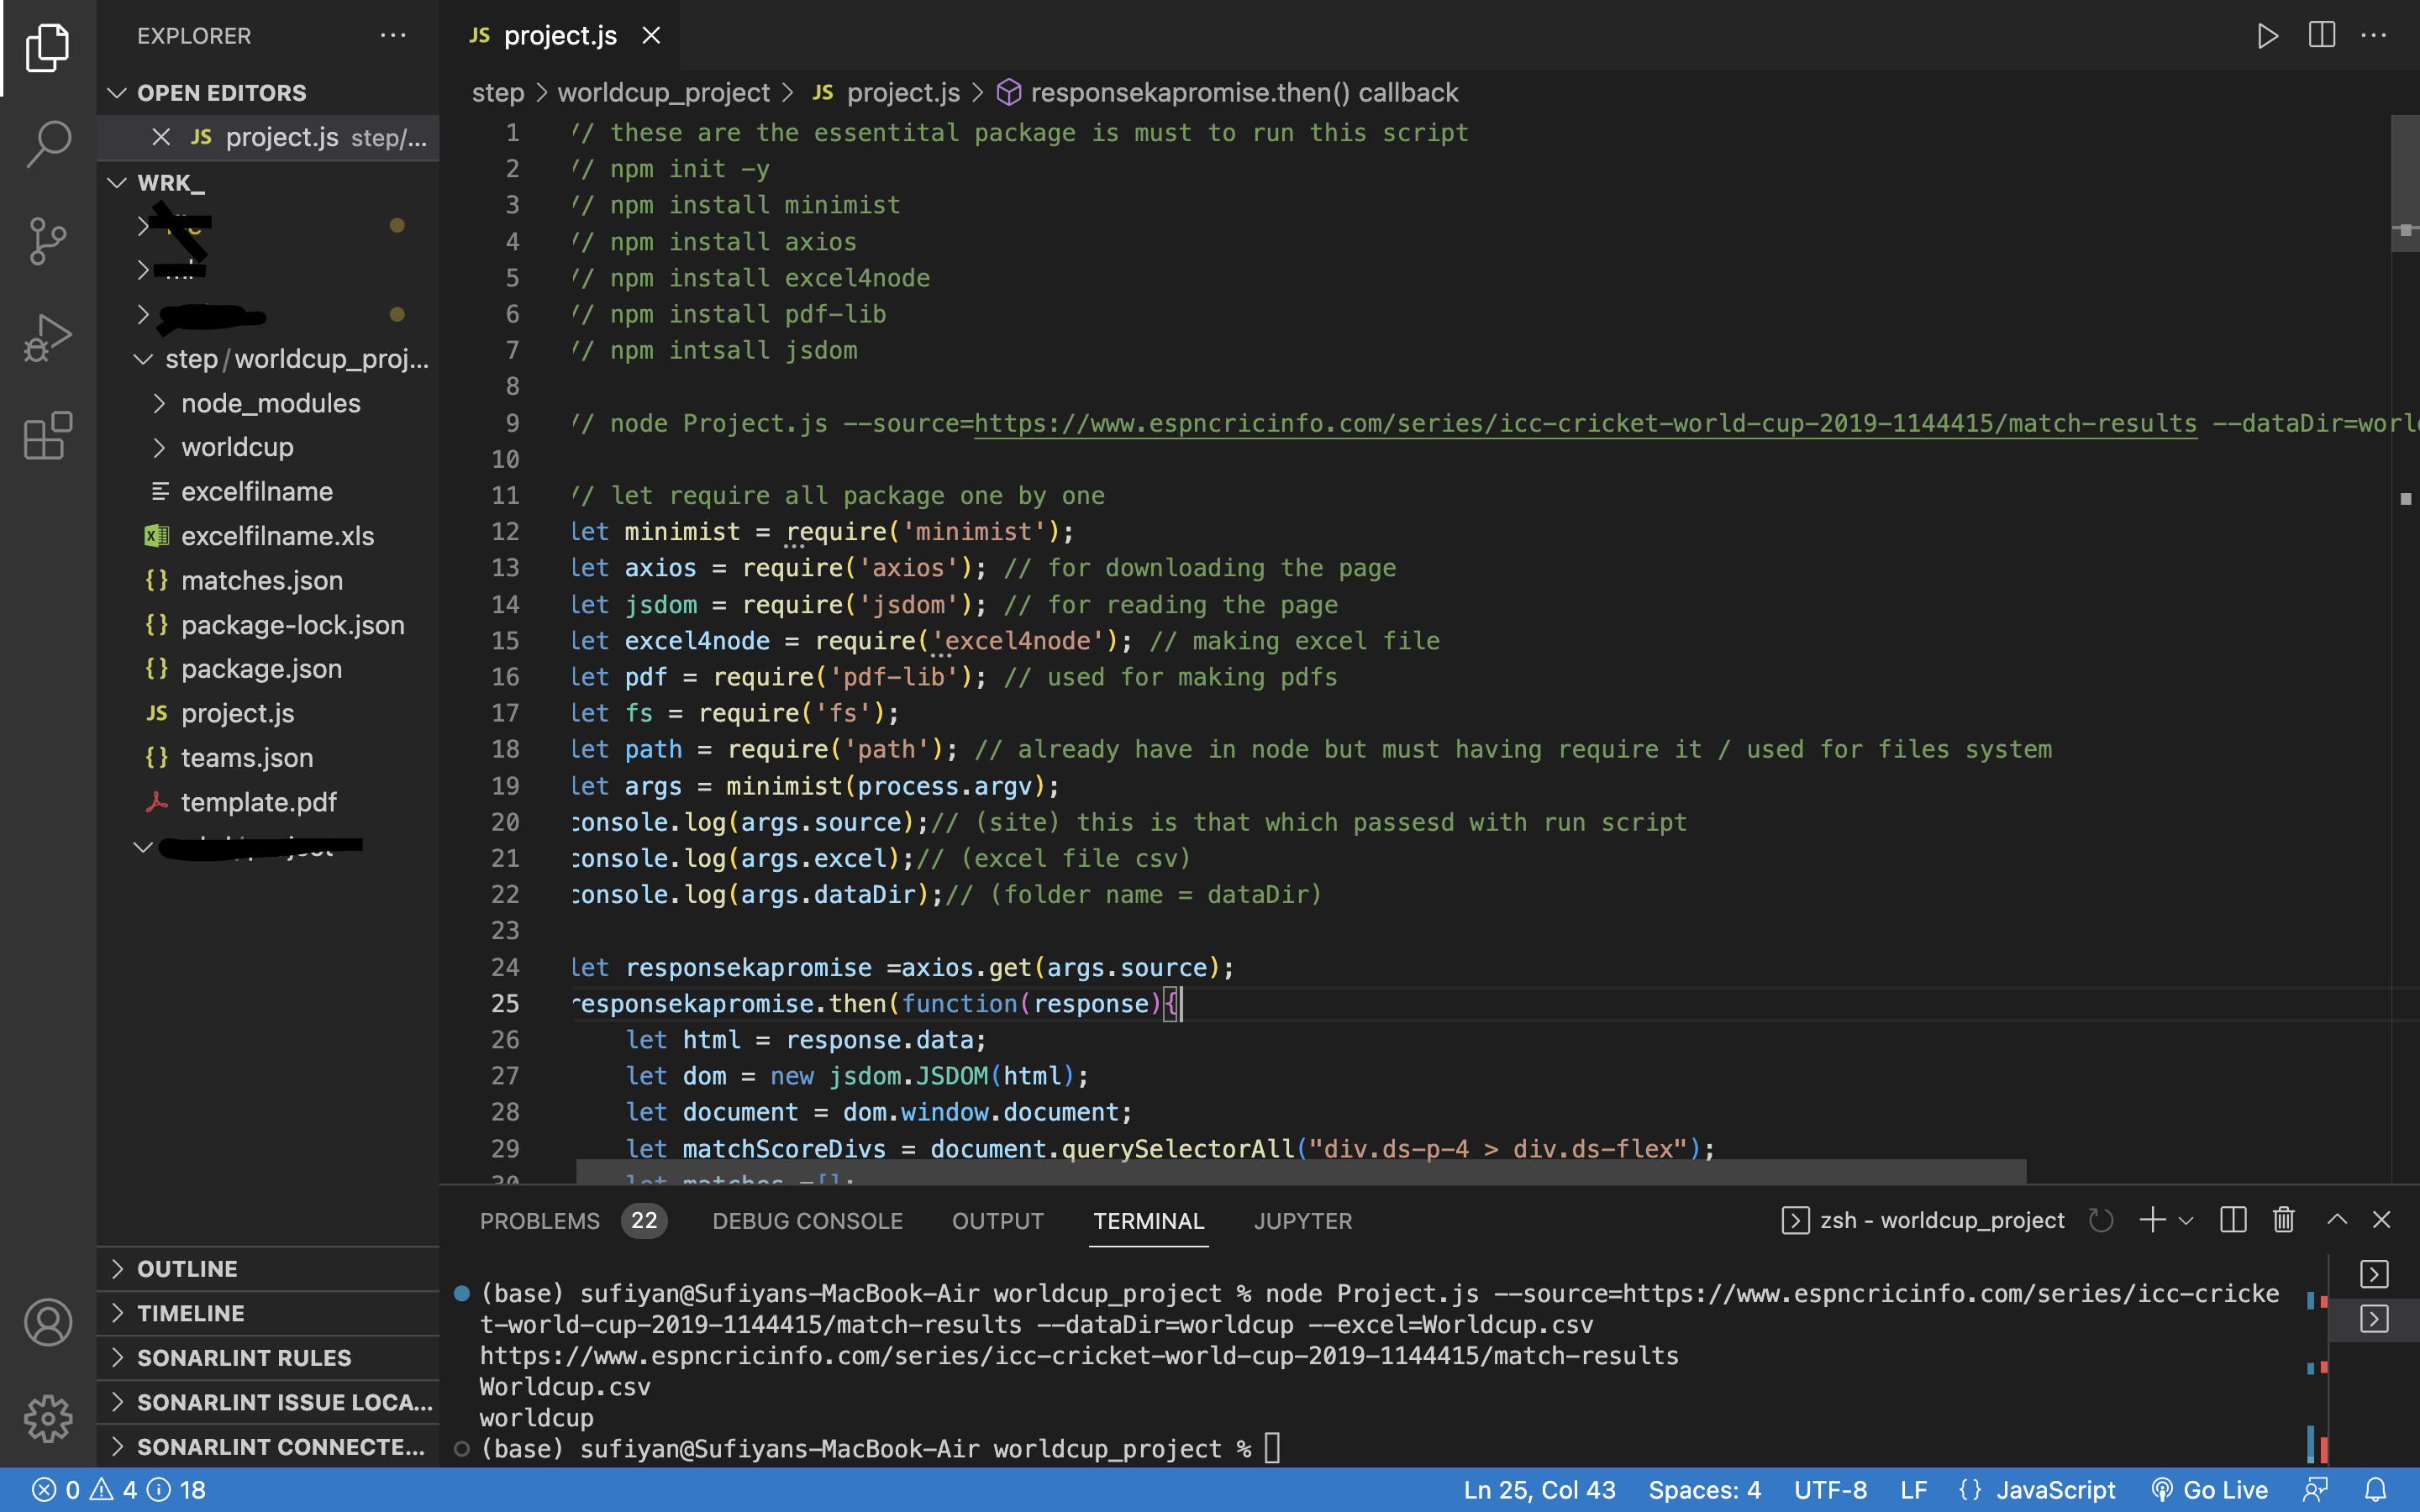 EXPLORER
OPEN EDITORS
JS project.js step/...
WRK_
step/worldcup_proj...
node_modules
worldcup
excelfilname
excelfilname.xls
{} matches.json
{} package-lock.json
{} package.json
JS project.js
{} teams.json
template.pdf
OUTLINE
TIMELINE
SONARLINT RULES
SONARLINT ISSUE LOCA...
SONARLINT CONNECTE...
JS project.js
step > worldcup_project > JS project.js > responsekapromise.then() callback
1 // these are the essentital package is must to run this script
2 // npm init -y
3 // npm install minimist
4 // npm install axios
5 // npm install excel4node
6 // npm install pdf-lib
7 // npm intsall jsdom
8
9 // node Project.js --source=https://www.espncricinfo.com/series/icc-cricket-world-cup-2019-1144415/match-results --dataDir=worl
10
11 // let require all package one by one
12 let minimist = require('minimist');
13 let axios = require('axios'); // for downloading the page
14 let jsdom = require('jsdom'); // for reading the page
15 let excel4node = require('excel4node'); // making excel file
16 let pdf = require('pdf-lib'); // used for making pdfs
17 let fs = require('fs');
18 let path = require('path'); // already have in node but must having require it / used for files system
19 let args = minimist(process.argv);
20 console.log(args.source);// (site) this is that which passesd with run script
21 console.log(args.excel);// (excel file csv)
22 console.log(args.dataDir);// (folder name = dataDir)
23
24 let responsekapromise =axios.get(args.source);
25 responsekapromise.then(function(response){
26 let html = response.data;
27 let dom = new jsdom.JSDOM(html);
28 let document = dom.window.document;
29 let matchScoreDivs = document.querySelectorAll("div.ds-p-4 > div.ds-flex");
30 let matches =[];
PROBLEMS 22 DEBUG CONSOLE OUTPUT TERMINAL JUPYTER zsh - worldcup_project
(base) sufiyan@Sufiyans-MacBook-Air worldcup_project % node Project.js --source=https://www.espncricinfo.com/series/icc-cricke
t-world-cup-2019-1144415/match-results --dataDir=worldcup --excel=Worldcup.csv
https://www.espncricinfo.com/series/icc-cricket-world-cup-2019-1144415/match-results
Worldcup.csv
worldcup
(base) sufiyan@Sufiyans-MacBook-Air worldcup_project %
0 4 18 Ln 25, Col 43 Spaces: 4 UTF-8 LF {} JavaScript Go Live